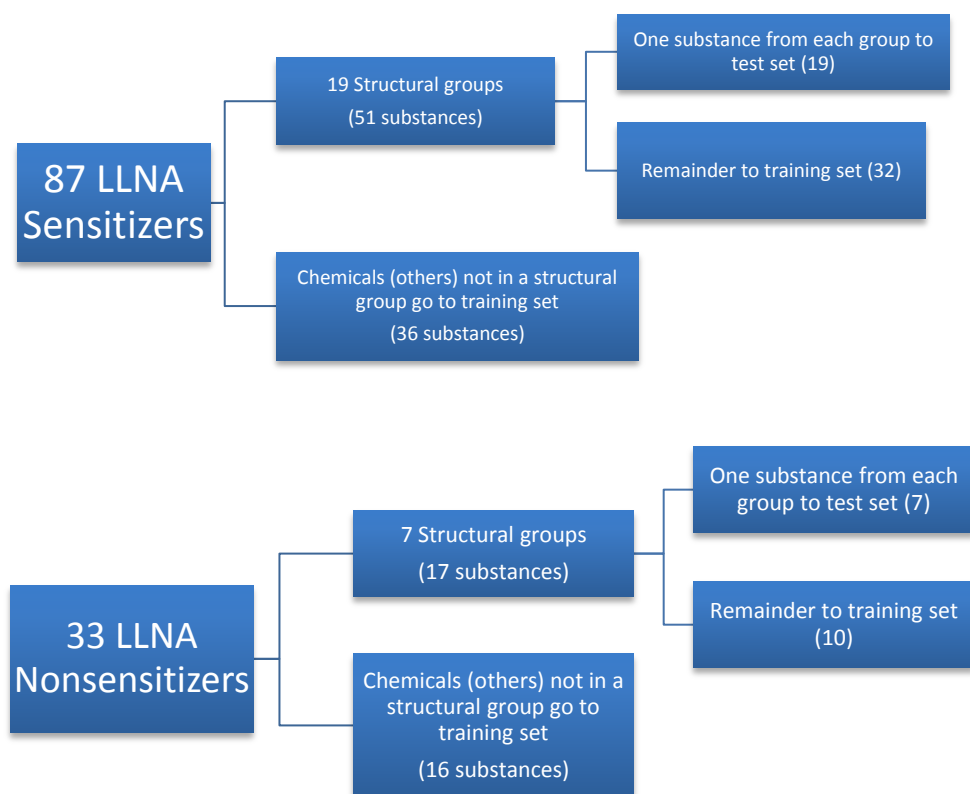 87 LLNA
Sensitizers
19 Structural groups
(51 substances)
One substance from each group to
test set (19)
Remainder to training set (32)
Chemicals (others) not in a structural
group go to training set
(36 substances)
33 LLNA
Nonsensitizers
7 Structural groups
(17 substances)
One substance from each
group to test set (7)
Remainder to training set
(10)
Chemicals (others) not in a
structural group go to
training set
(16 substances)